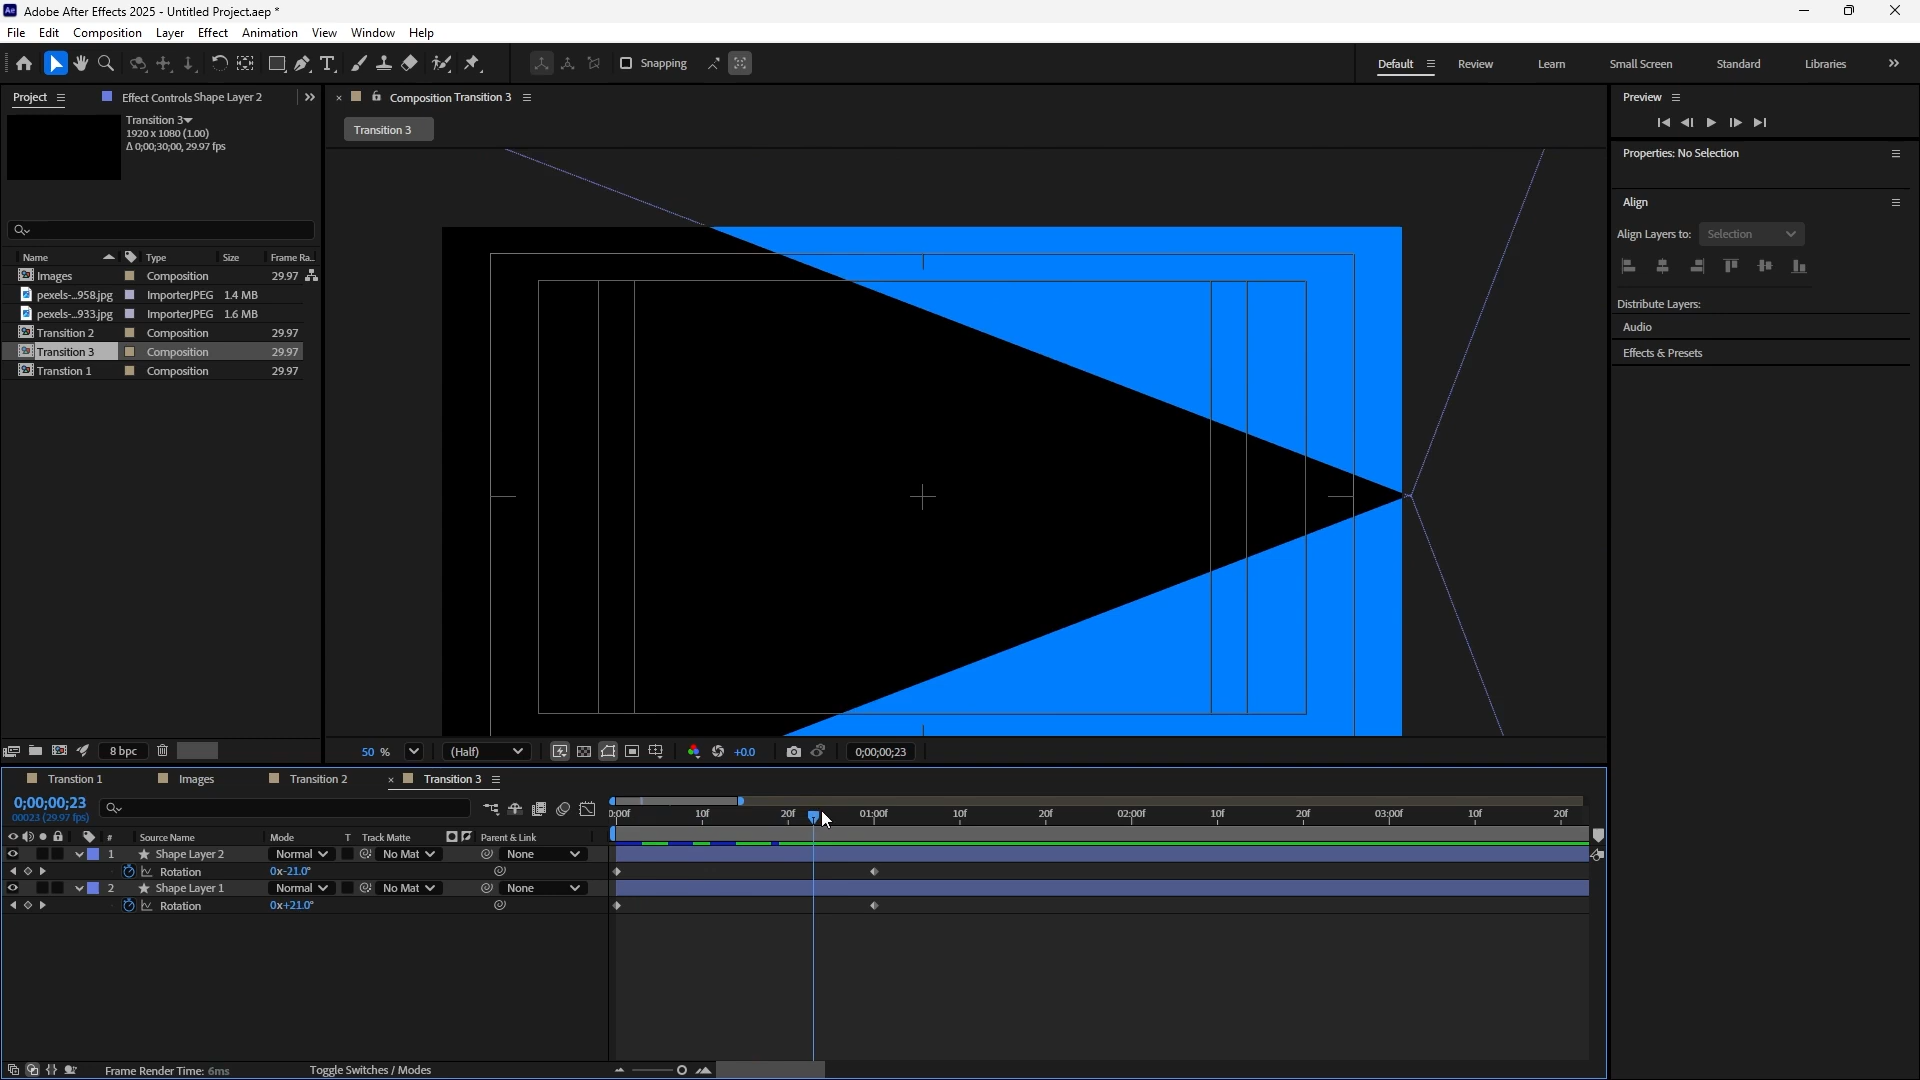 Adobe After Effects 2025 - Untitled Project.aep *
File Edit Composition Layer Effect Animation View Window Help
Snapping
Default Review Learn Small Screen Standard Libraries
Project Effect Controls Shape Layer 2
Transition 3
1920 x 1080 (1.00)
Δ 0;00;30;00, 29.97 fps
Name Type Size Frame Ra..
Images Composition 29.97
pexels-...958.jpg ImporterJPEG 1.4 MB
pexels-...933.jpg ImporterJPEG 1.6 MB
Transition 2 Composition 29.97
Transition 3 Composition 29.97
Transtion 1 Composition 29.97
8 bpc
Composition Transition 3
Transition 3
50 % (Half) +0.0 0;00;00;23
Preview
Properties: No Selection
Align
Align Layers to: Selection
Distribute Layers:
Audio
Effects & Presets
Transtion 1 Images Transition 2 Transition 3
0;00;00;23
00023 (29.97 fps)
# Source Name Mode T Track Matte Parent & Link
1 Shape Layer 2 Normal No Mat None
Rotation 0x-21.0°
2 Shape Layer 1 Normal No Mat None
Rotation 0x+21.0°
):00f 10f 20f 01:00f 10f 20f 02:00f 10f 20f 03:00f 10f 20f
Frame Render Time: 6ms Toggle Switches / Modes